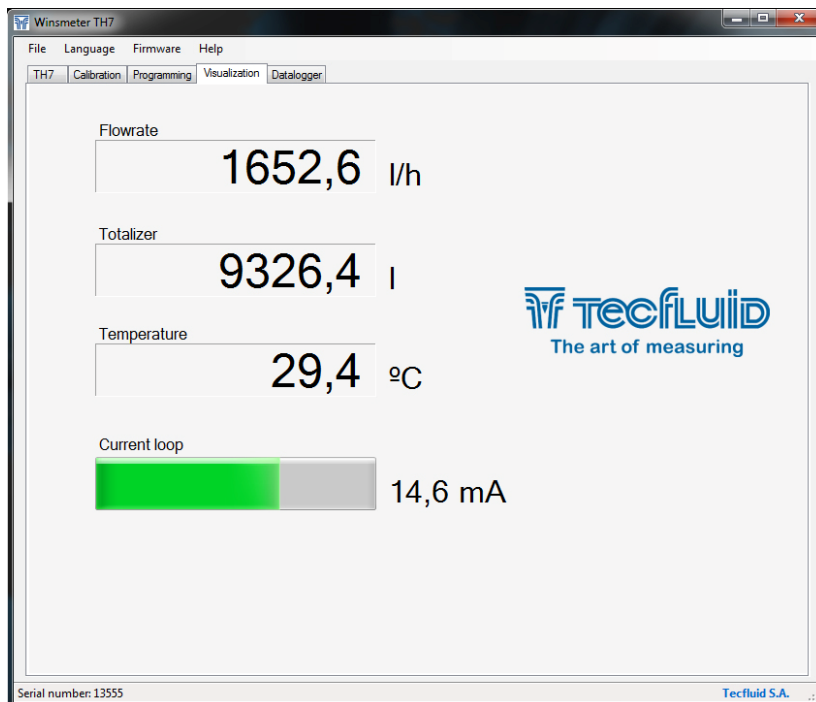 Winsmeter TH7
File Language Firmware Help
TH7 Calibration Programming Visualization Datalogger
Flowrate
1652,6 l/h
Totalizer
9326,4 l
TECFLUID
The art of measuring
Temperature
29,4 ºC
Current loop
14,6 mA
Serial number: 13555 Tecfluid S.A.